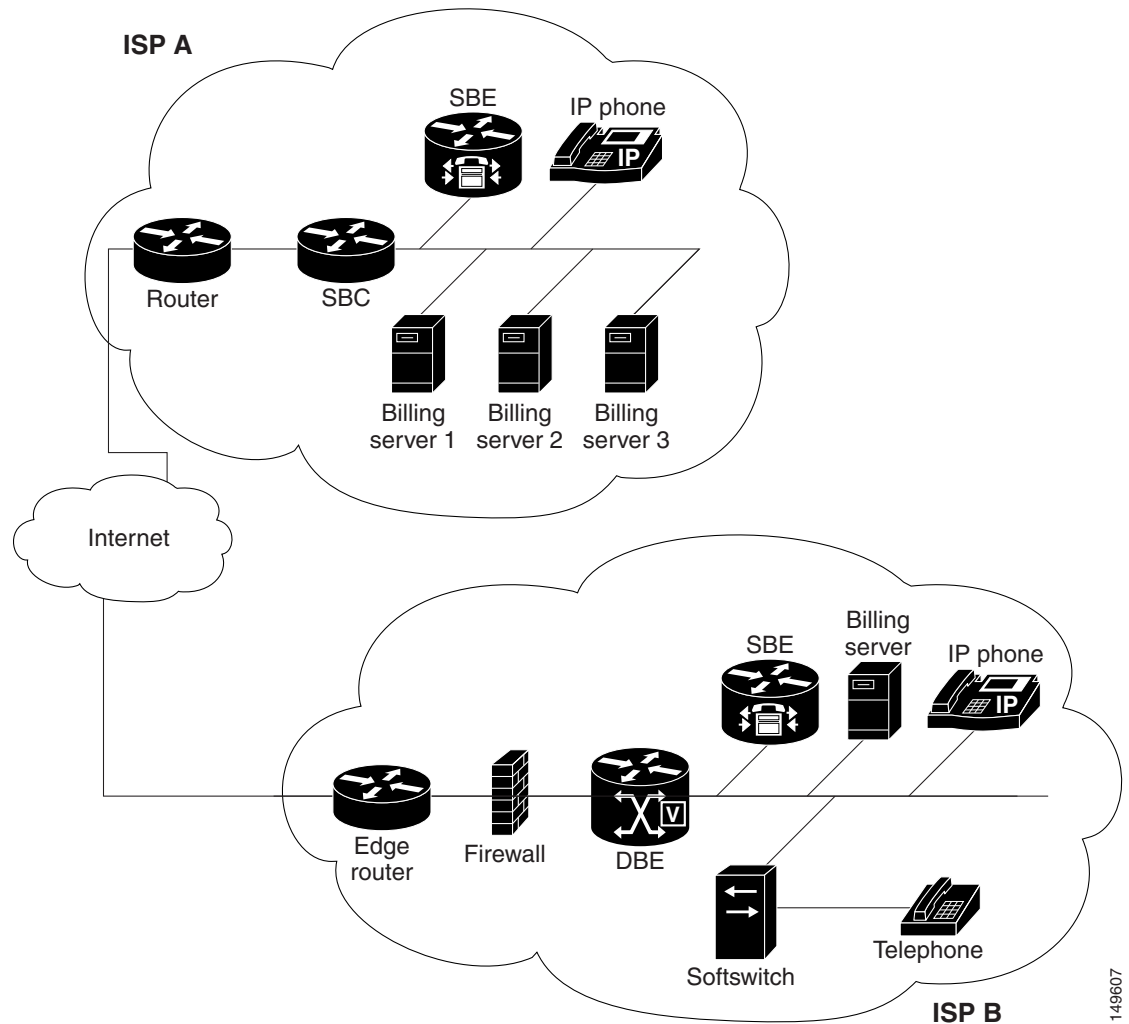 ISP A
SBE
IP phone
IP
Router
SBC
Billing
server 1
Billing
server 2
Billing
server 3
Internet
SBE
Billing
server
IP phone
IP
V
Edge
router
Firewall
DBE
Softswitch
Telephone
ISP B
149607